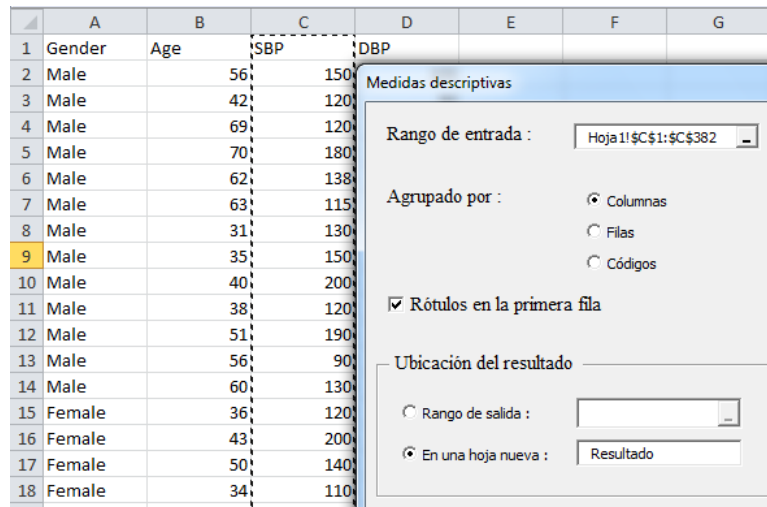 A B C D E F G
1 Gender Age SBP DBP
2 Male 56 150
3 Male 42 120
4 Male 69 120
5 Male 70 180
6 Male 62 138
7 Male 63 115
8 Male 31 130
9 Male 35 150
10 Male 40 200
11 Male 38 120
12 Male 51 190
13 Male 56 90
14 Male 60 130
15 Female 36 120
16 Female 43 200
17 Female 50 140
18 Female 34 110
Medidas descriptivas
Rango de entrada : Hoja1!$C$1:$C$382
Agrupado por : Columnas
Filas
Códigos
Rótulos en la primera fila
Ubicación del resultado
Rango de salida :
En una hoja nueva : Resultado